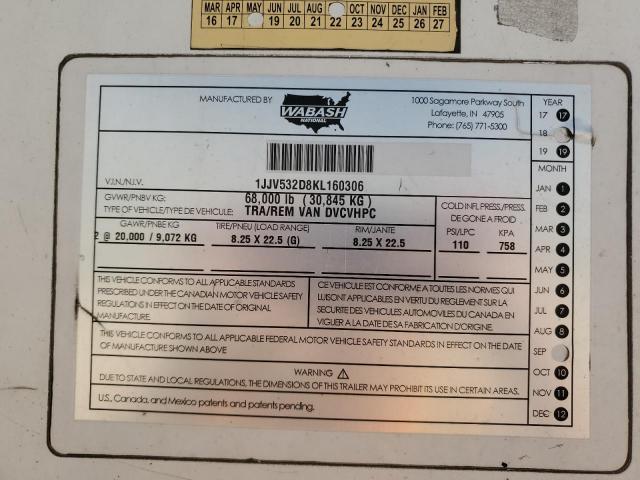 MAR APR MAY JUN JUL AUG OCT NOV DEC JAN FEB
16 17 19 20 21 22 23 24 25 26 27
MANUFACTURED BY
WABASH
NATIONAL
1000 Sagamore Parkway South
Lafayette, IN 47905
Phone: (765) 771-5300
YEAR
17 17
18
19 19
MONTH
JAN 1
FEB 2
MAR 3
APR 4
MAY 5
JUN 6
JUL 7
AUG 8
SEP
OCT 10
NOV 11
DEC 12
V.I.N./N.I.V. 1JJV532D8KL160306
GVWR/PNBV KG: 68,000 lb ( 30,845 KG )
TYPE OF VEHICLE/TYPE DE VEHICULE: TRA/REM VAN DVCVHPC
COLD INFL. PRESS./PRESS.
DE GONE A FROID
PSI/LPC KPA
110 758
GAWR/PNBE KG TIRE/PNEU (LOAD RANGE) RIM/JANTE
2 @ 20,000 / 9,072 KG 8.25 X 22.5 (G) 8.25 X 22.5
THIS VEHICLE CONFORMS TO ALL APPLICABLE STANDARDS
PRESCRIBED UNDER THE CANADIAN MOTOR VEHICLE SAFETY
REGULATIONS IN EFFECT ON THE DATE OF ORIGINAL
MANUFACTURE.
CE VEHICULE EST CONFORME A TOUTES LES NORMES QUI
LUI SONT APPLICABLES EN VERTU DU REGLEMENT SUR LA
SECURITE DES VEHICULES AUTOMOBILES DU CANADA EN
VIGUER A LA DATE DE SA FABRICATION D'ORIGINE.
THIS VEHICLE CONFORMS TO ALL APPLICABLE FEDERAL MOTOR VEHICLE SAFETY STANDARDS IN EFFECT ON THE DATE
OF MANUFACTURE SHOWN ABOVE
WARNING
DUE TO STATE AND LOCAL REGULATIONS, THE DIMENSIONS OF THIS TRAILER MAY PROHIBIT ITS USE IN CERTAIN AREAS.
U.S., Canada, and Mexico patents and patents pending.